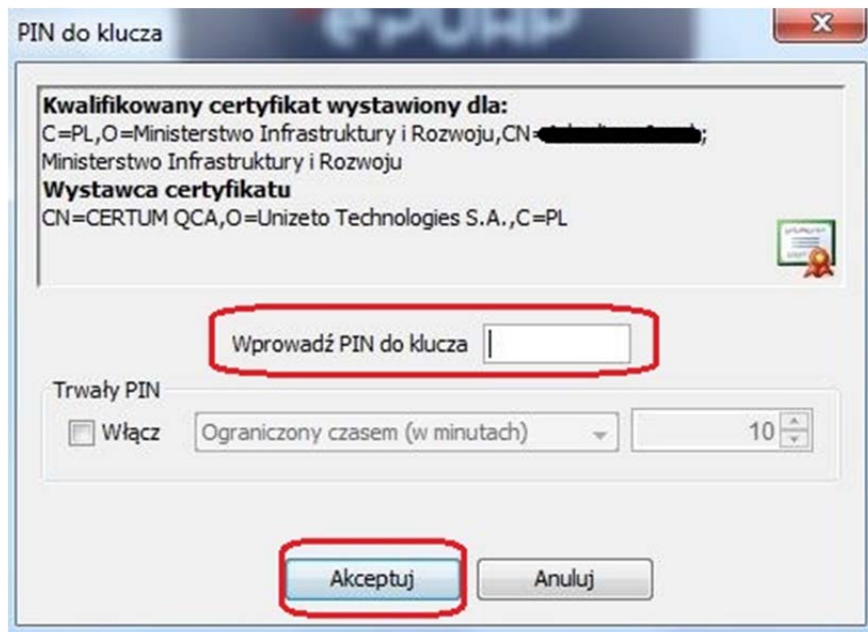 PIN do klucza
ePUAP
Kwalifikowany certyfikat wystawiony dla:
C=PL,O=Ministerstwo Infrastruktury i Rozwoju,CN=
;
Ministerstwo Infrastruktury i Rozwoju
Wystawca certyfikatu
CN=CERTUM QCA,O=Unizeto Technologies S.A.,C=PL
Wprowadź PIN do klucza
Trwały PIN
Włącz
Ograniczony czasem (w minutach)
10
Akceptuj
Anuluj